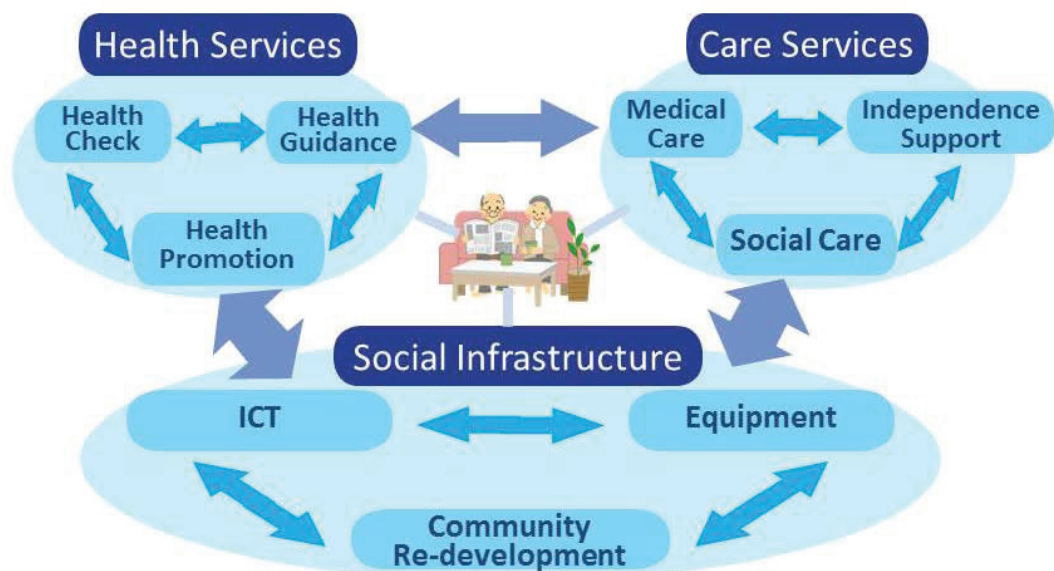 Health Services
Care Services
Health
Check
Health
Guidance
Health
Promotion
Medical
Care
Independence
Support
Social Care
Social Infrastructure
ICT
Equipment
Community
Re-development